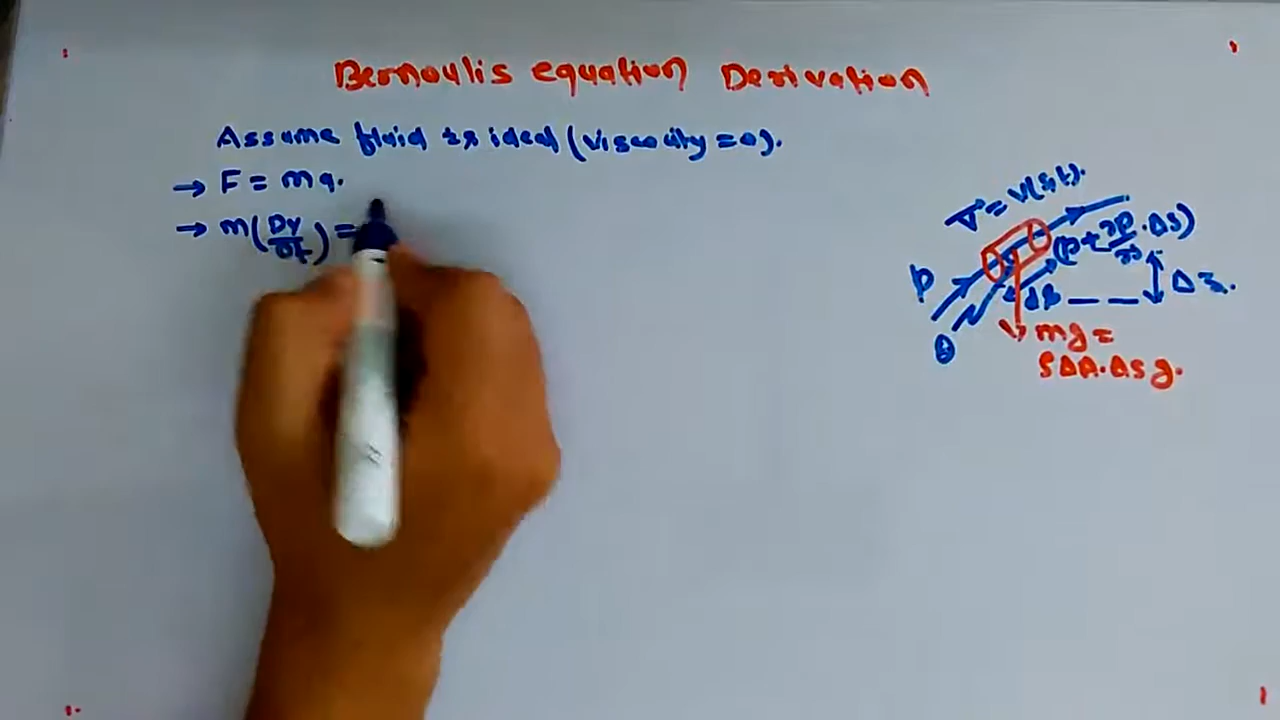 Bernoulis equation Derivation
Assume fluid is ideal (viscosity = 0).
→ F = ma.
→ m(DV/Dt) =
V = V(s,t).
(p + ∂p/∂s . Δs)
p
ds
Δz.
θ
mg =
ρΔA.Δs g.